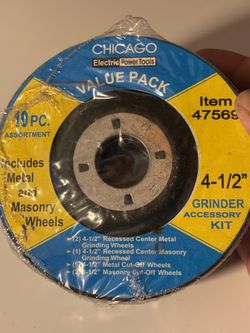 CHICAGO
Electric Power Tools
VALUE PACK
10 PC.
ASSORTMENT
Item
47569
Includes
Metal
and
Masonry
Wheels
4-1/2"
GRINDER
ACCESSORY
KIT
(2) 4-1/2" Recessed Center Metal
Grinding Wheels
(1) 4-1/2" Recessed Center Masonry
Grinding Wheel
4-1/2" Metal Cut-Off Wheels
4-1/2" Masonry Cut-Off Wheels